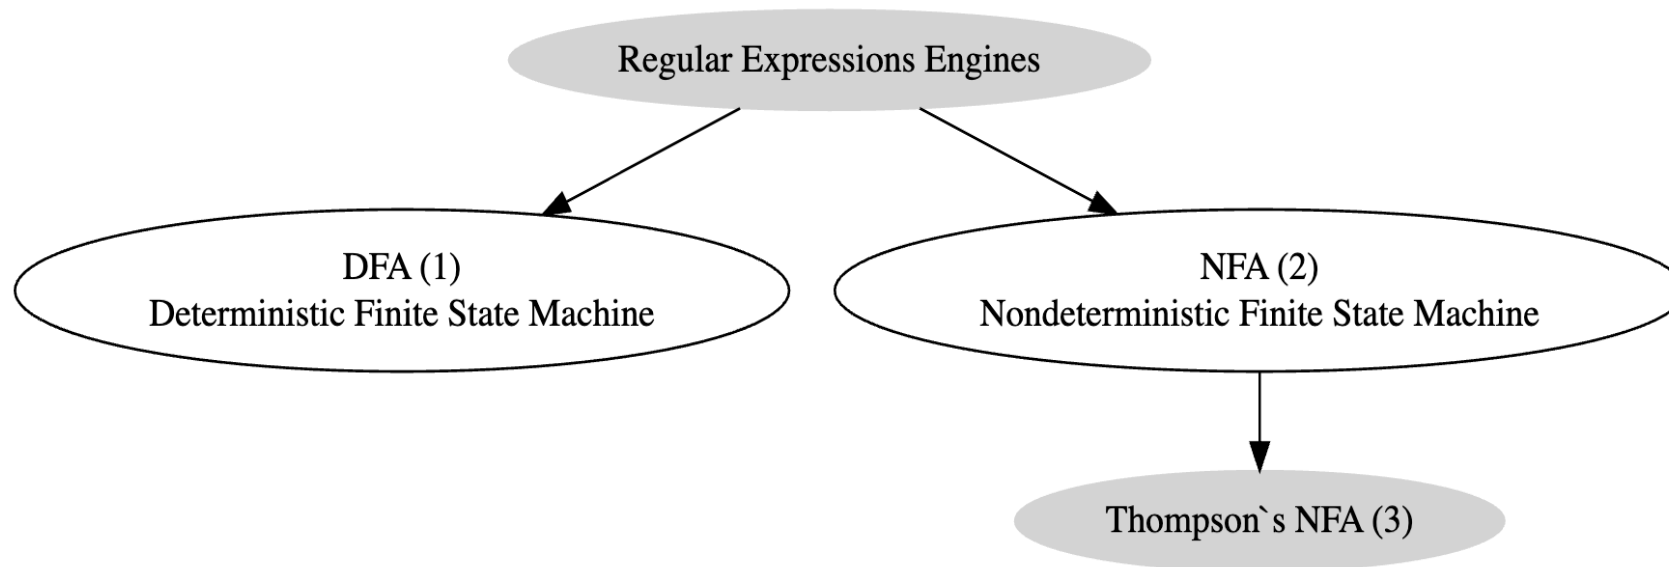 Regular Expressions Engines
DFA (1)
Deterministic Finite State Machine
NFA (2)
Nondeterministic Finite State Machine
Thompson`s NFA (3)